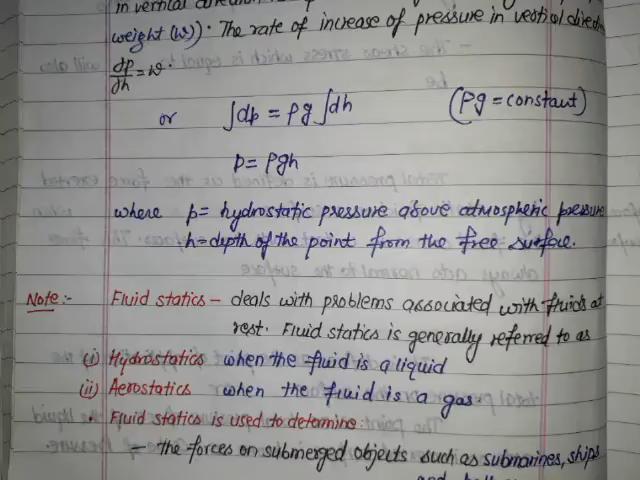 in vertical
weight (w)). The rate of increase of pressure in vertical
dp/dh = w.
or ∫dp = ρg ∫dh (ρg = constant)
p = ρgh
where p = hydrostatic pressure above atmospheric pressure
h = depth of the point from the free surface.
Note:- Fluid statics - deals with problems associated with fluids at
rest. Fluid statics is generally referred to as
(i) Hydrostatics when the fluid is a liquid
(ii) Aerostatics when the fluid is a gas.
• Fluid statics is used to determine:
- the forces on submerged objects such as submarines, ships
and